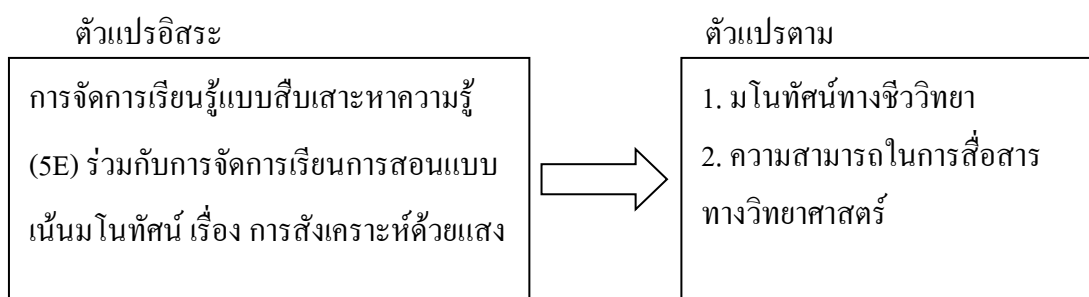 ตัวแปรอิสระ
การจัดการเรียนรู้แบบสืบเสาะหาความรู้
(5E) ร่วมกับการจัดการเรียนการสอนแบบ
เน้นมโนทัศน์ เรื่อง การสังเคราะห์ด้วยแสง
ตัวแปรตาม
1. มโนทัศน์ทางชีววิทยา
2. ความสามารถในการสื่อสาร
ทางวิทยาศาสตร์